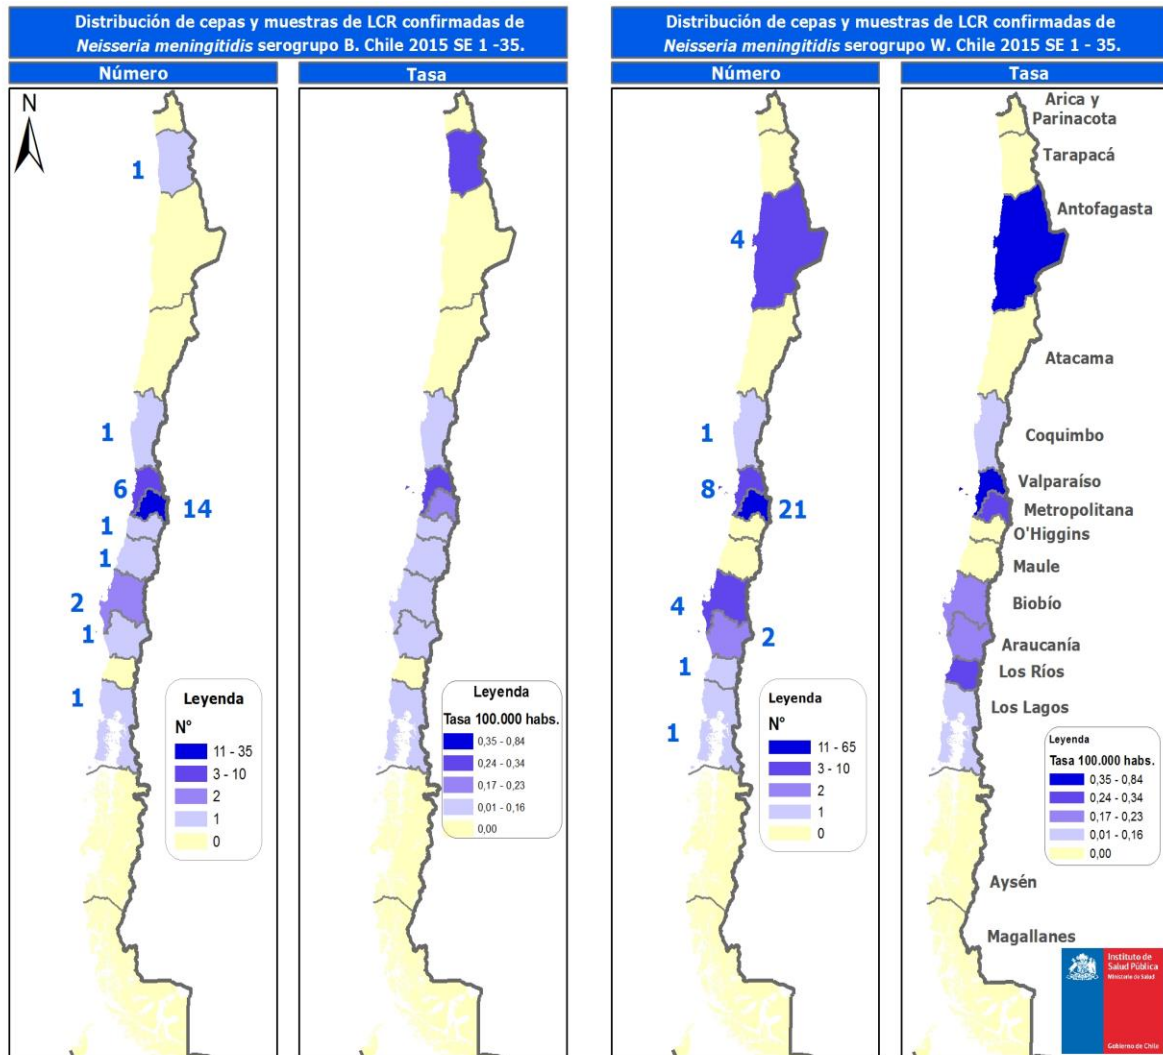 Distribución de cepas y muestras de LCR confirmadas de
Neisseria meningitidis serogrupo B. Chile 2015 SE 1 -35.
Número
Tasa
N
1
1
6
14
1
1
2
1
1
Leyenda
N°
11 - 35
3 - 10
2
1
0
Leyenda
Tasa 100.000 habs.
0,35 - 0,84
0,24 - 0,34
0,17 - 0,23
0,01 - 0,16
0,00
Distribución de cepas y muestras de LCR confirmadas de
Neisseria meningitidis serogrupo W. Chile 2015 SE 1 - 35.
Número
Tasa
4
1
8
21
4
2
1
1
Leyenda
N°
11 - 65
3 - 10
2
1
0
Arica y
Parinacota
Tarapacá
Antofagasta
Atacama
Coquimbo
Valparaíso
Metropolitana
O'Higgins
Maule
Biobío
Araucanía
Los Ríos
Los Lagos
Leyenda
Tasa 100.000 habs.
0,35 - 0,84
0,24 - 0,34
0,17 - 0,23
0,01 - 0,16
0,00
Aysén
Magallanes
Instituto de
Salud Pública
Ministerio de Salud
Gobierno de Chile